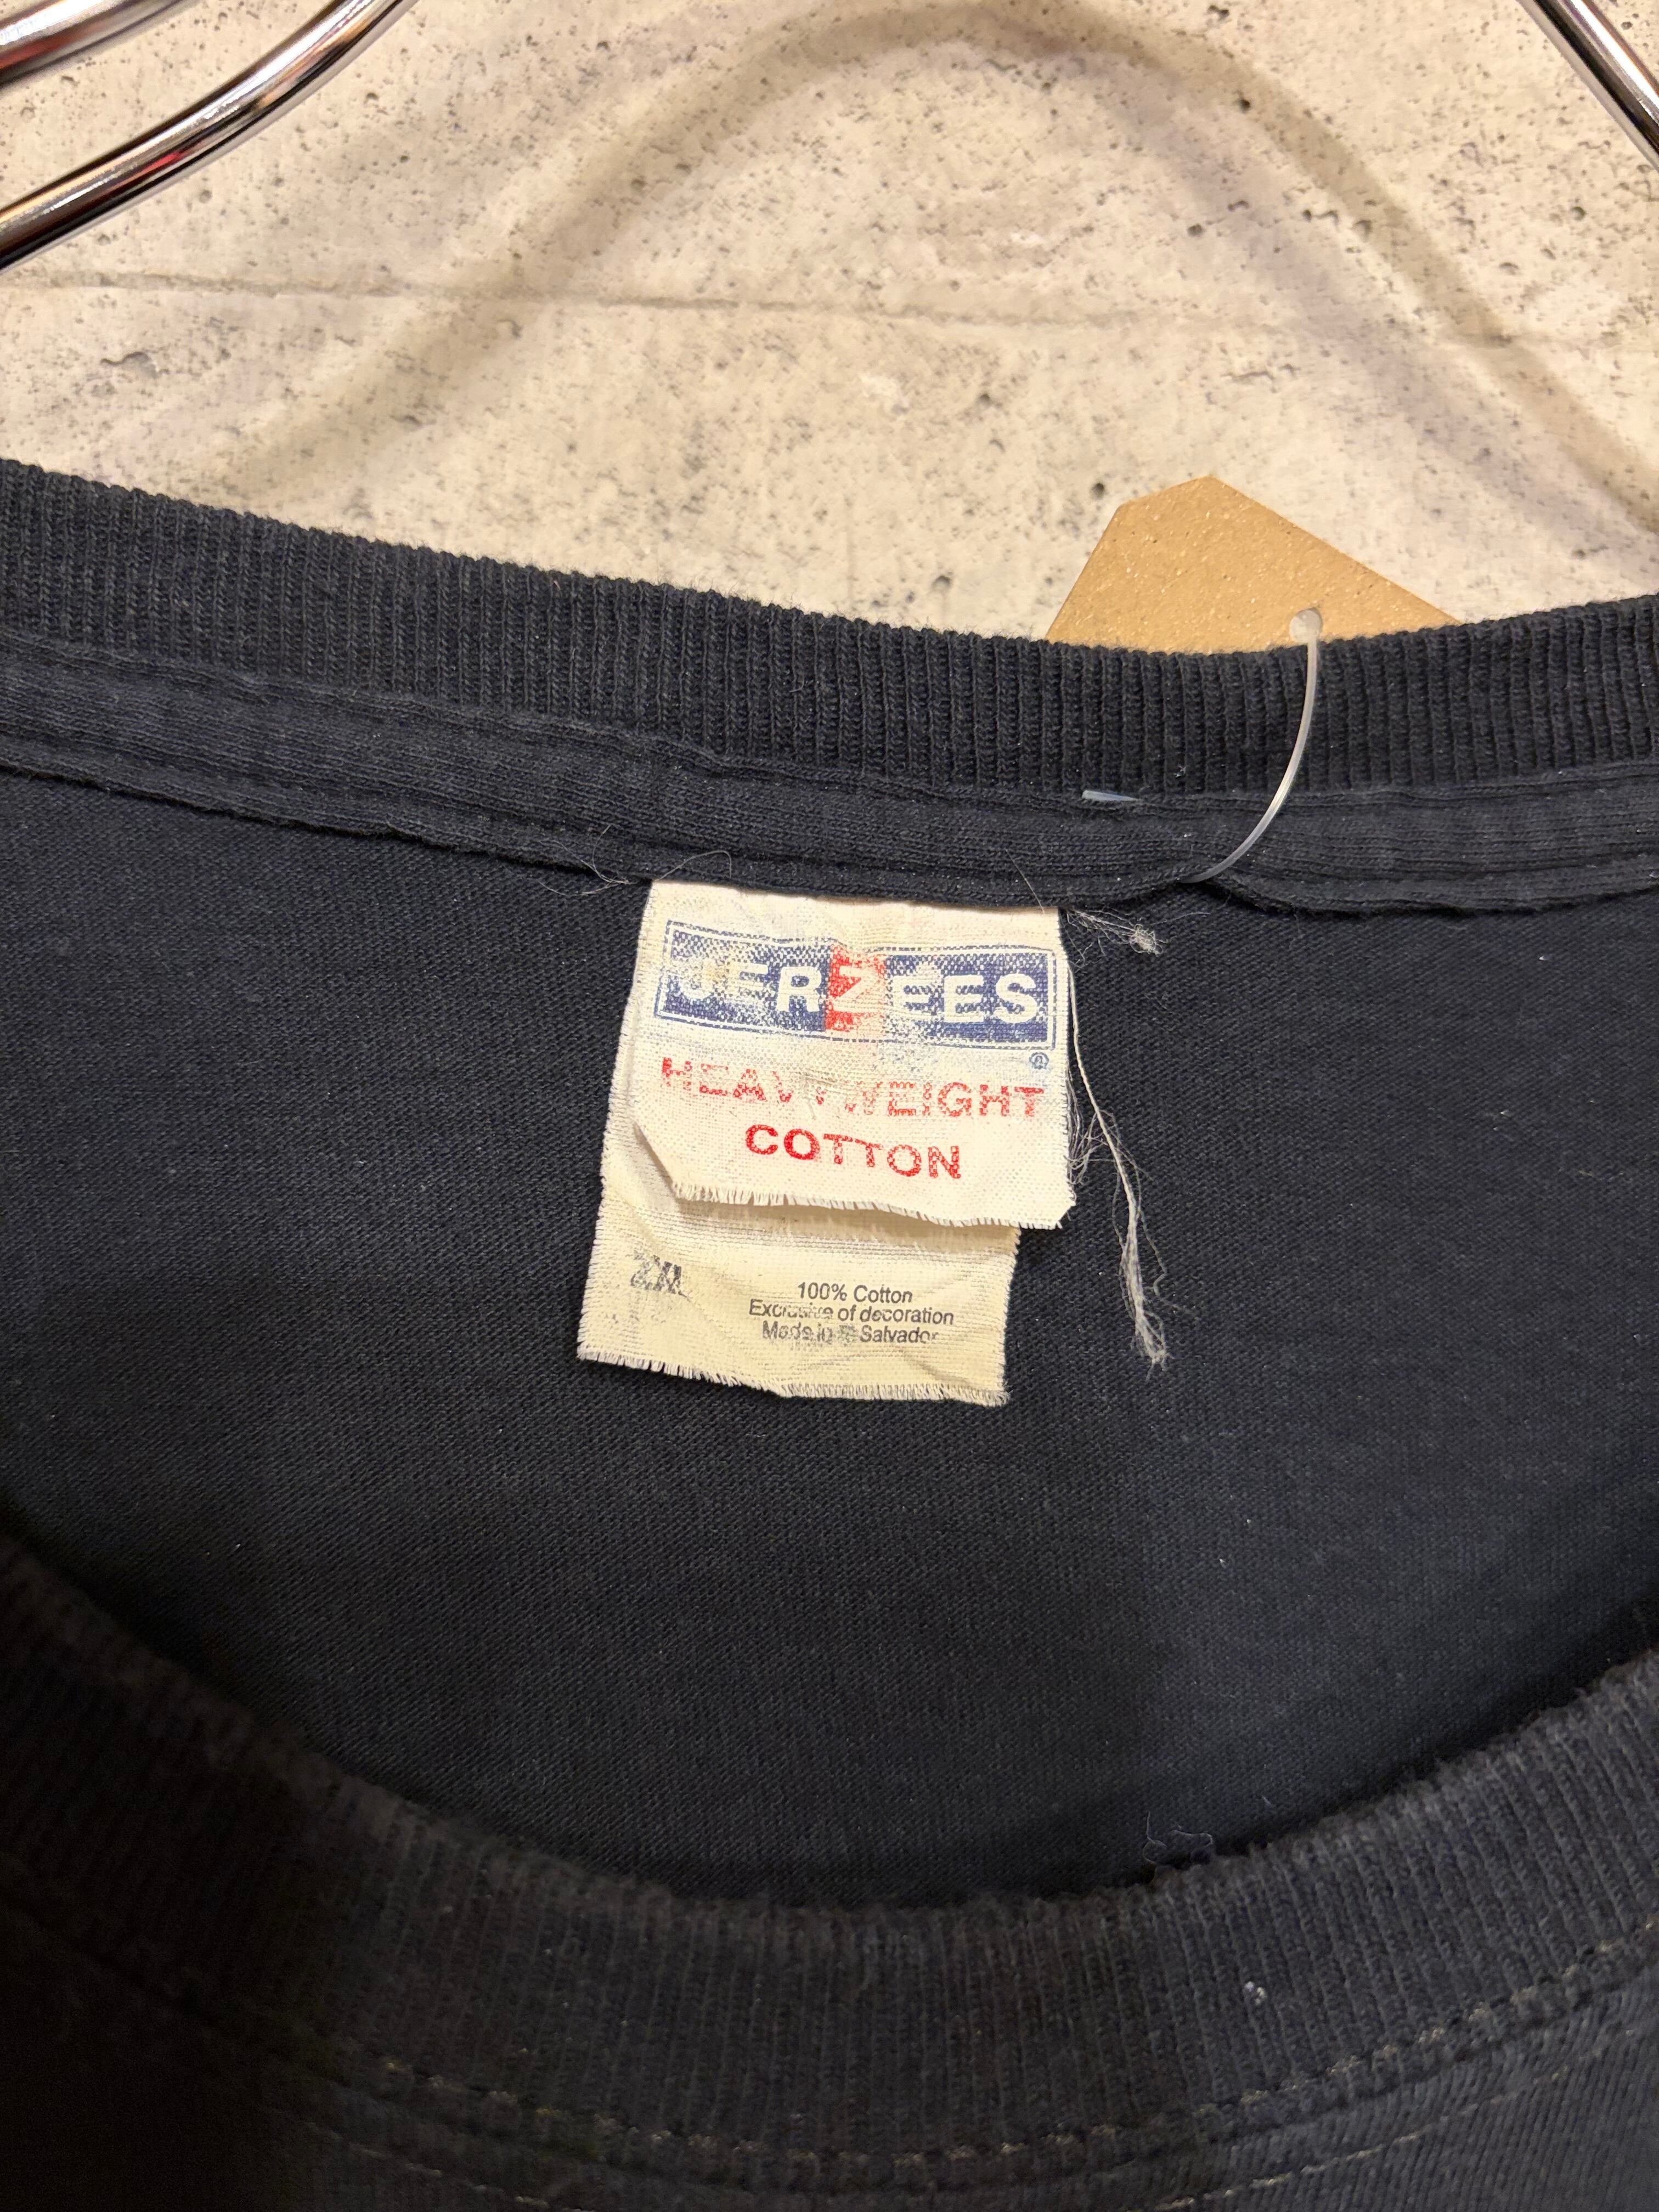 JERZEES
®
HEAVYWEIGHT
COTTON
2XL
100% Cotton
Exclusive of decoration
Made in El Salvador